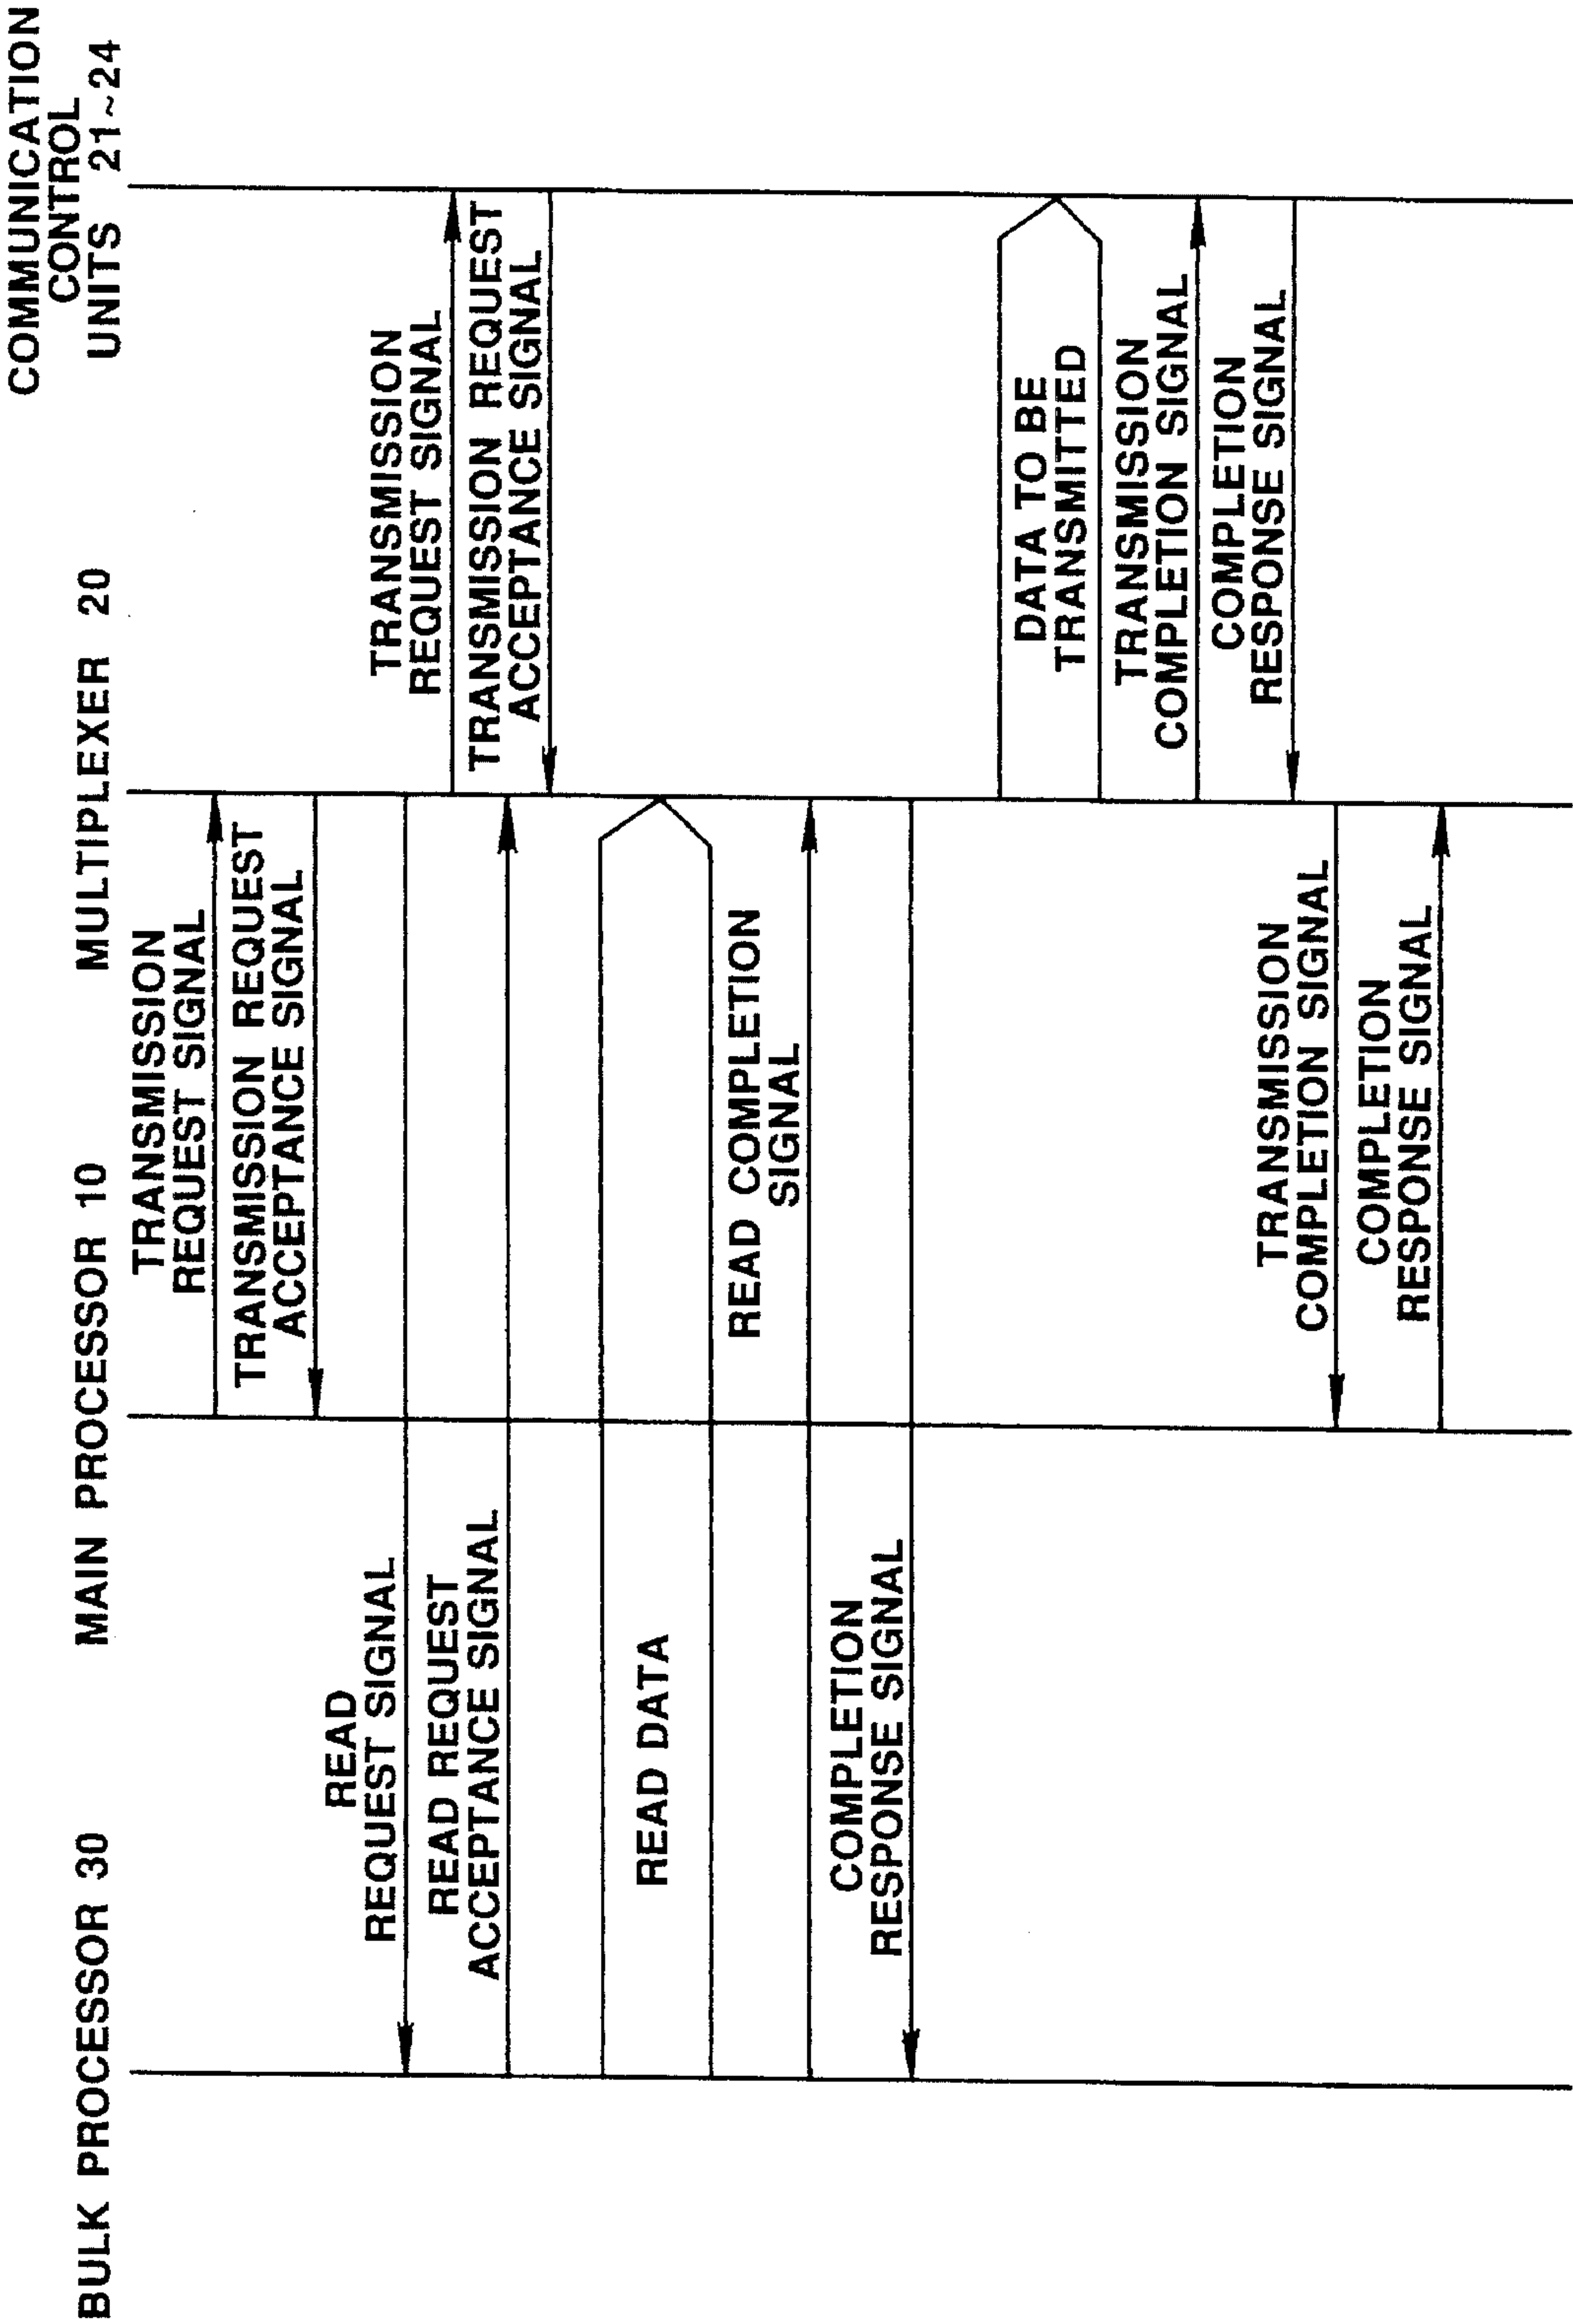 BULK PROCESSOR 30
MAIN PROCESSOR 10
MULTIPLEXER 20
COMMUNICATION
CONTROL
UNITS 21~24
TRANSMISSION
REQUEST SIGNAL
TRANSMISSION REQUEST
ACCEPTANCE SIGNAL
READ
REQUEST SIGNAL
TRANSMISSION
REQUEST SIGNAL
READ REQUEST
ACCEPTANCE SIGNAL
TRANSMISSION REQUEST
ACCEPTANCE SIGNAL
READ DATA
READ COMPLETION
SIGNAL
COMPLETION
RESPONSE SIGNAL
DATA TO BE
TRANSMITTED
TRANSMISSION
COMPLETION SIGNAL
COMPLETION
RESPONSE SIGNAL
TRANSMISSION
COMPLETION SIGNAL
COMPLETION
RESPONSE SIGNAL